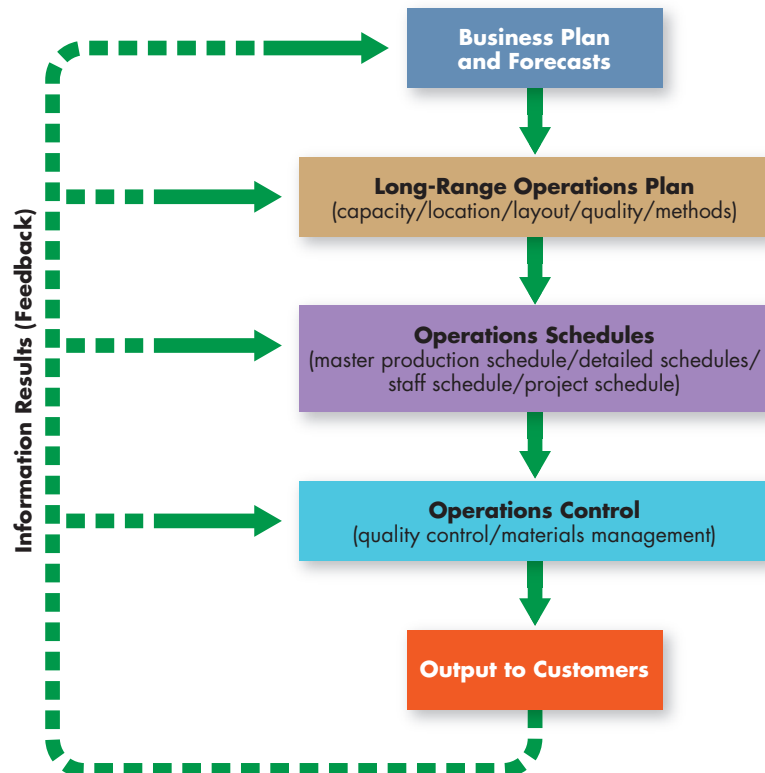 Business Plan
and Forecasts
Long-Range Operations Plan
(capacity/location/layout/quality/methods)
Information Results (Feedback)
Operations Schedules
(master production schedule/detailed schedules/
staff schedule/project schedule)
Operations Control
(quality control/materials management)
Output to Customers